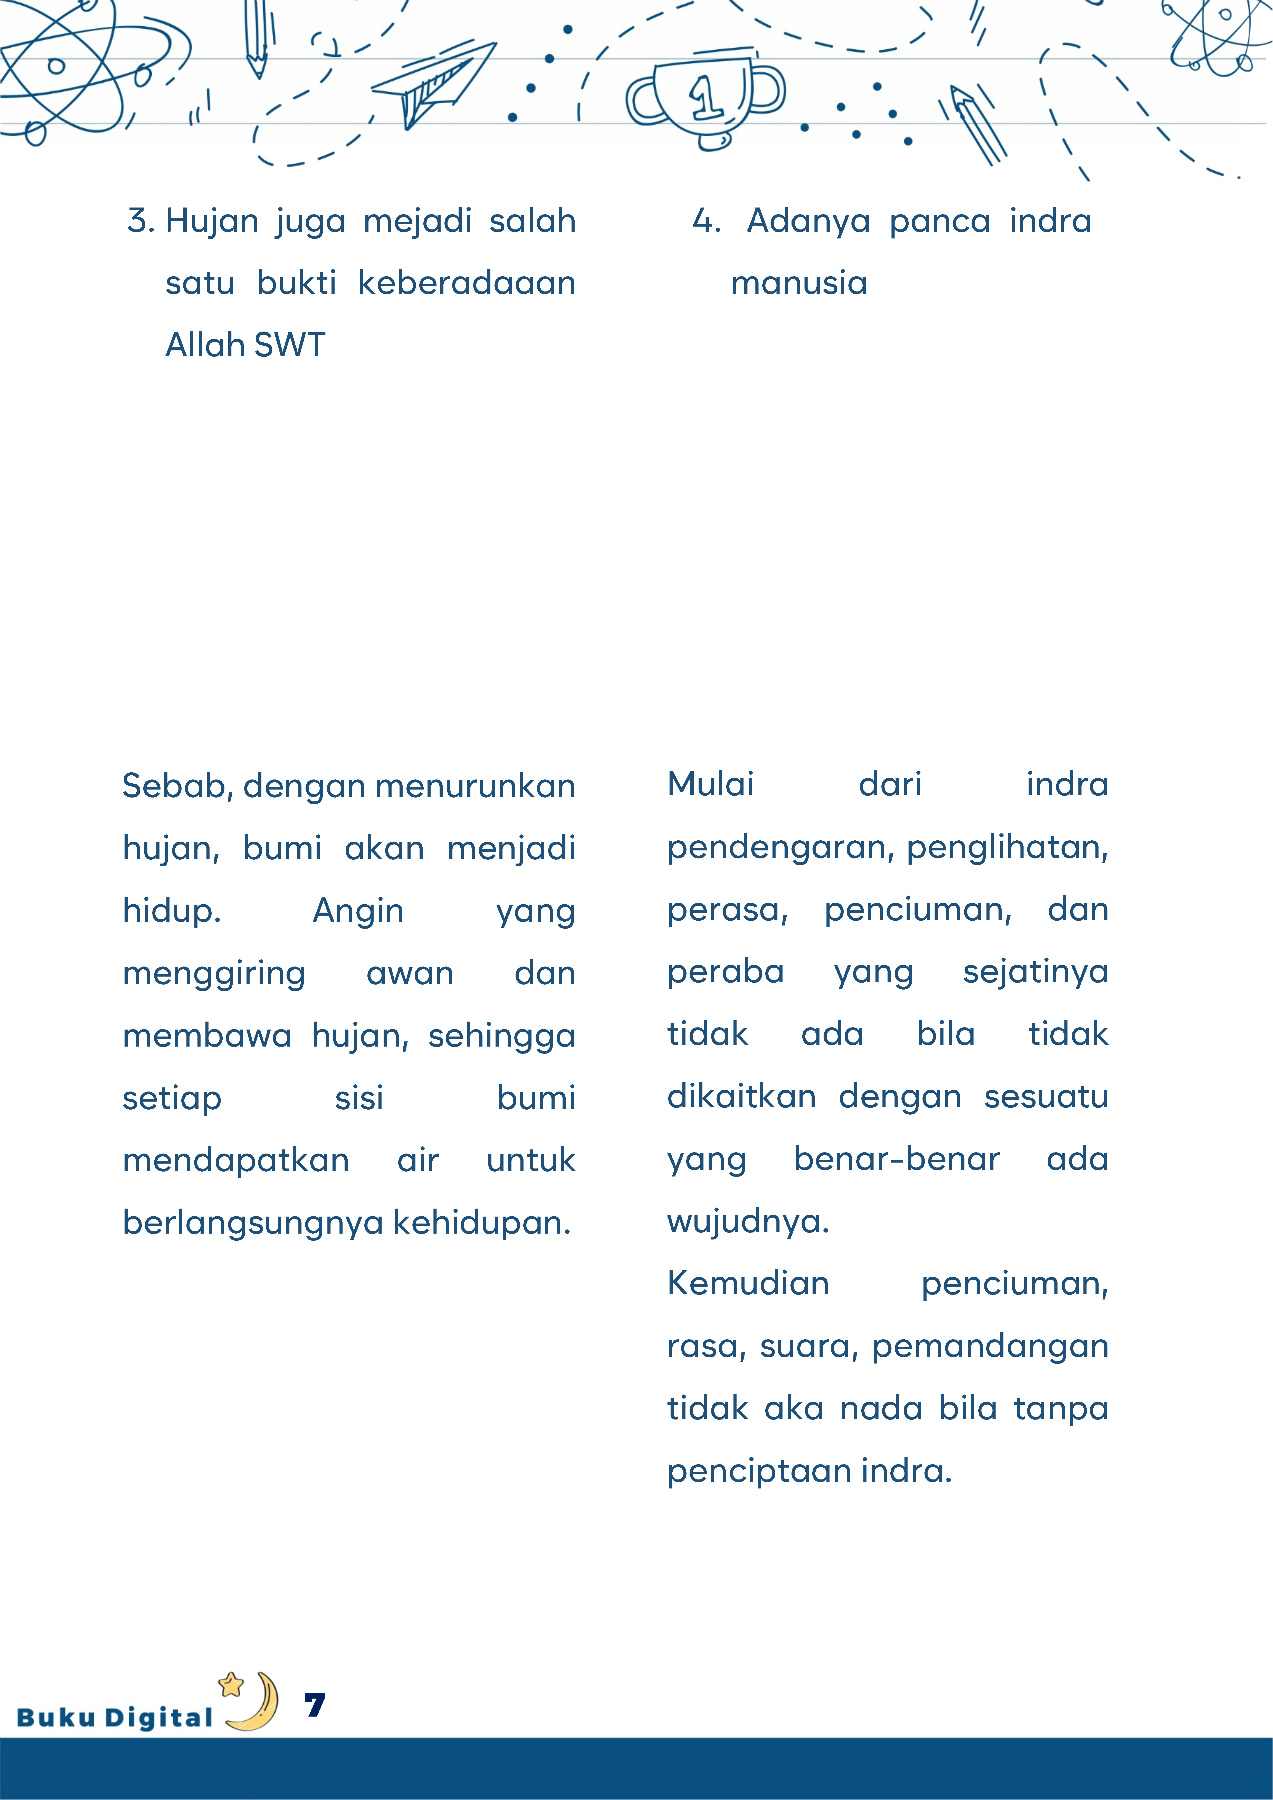 3. Hujan juga mejadi salah
satu bukti keberadaaan
Allah SWT
Sebab, dengan menurunkan
hujan, bumi akan menjadi
hidup. Angin yang
menggiring awan dan
membawa hujan, sehingga
setiap sisi bumi
mendapatkan air untuk
berlangsungnya kehidupan.
4. Adanya panca indra
manusia
Mulai dari indra
pendengaran, penglihatan,
perasa, penciuman, dan
peraba yang sejatinya
tidak ada bila tidak
dikaitkan dengan sesuatu
yang benar-benar ada
wujudnya.
Kemudian penciuman,
rasa, suara, pemandangan
tidak aka nada bila tanpa
penciptaan indra.
1
Buku Digital
7